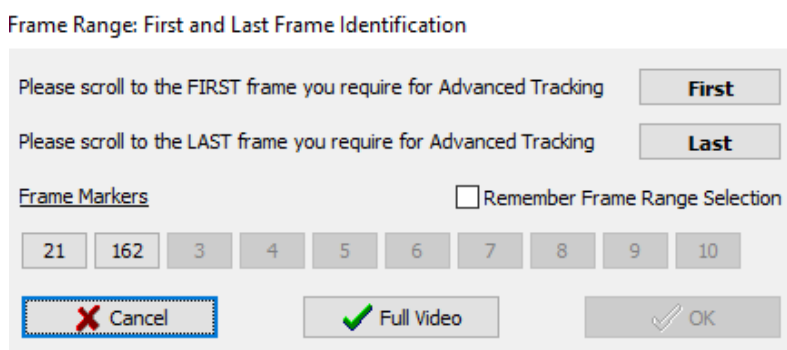 Frame Range: First and Last Frame Identification
Please scroll to the FIRST frame you require for Advanced Tracking First
Please scroll to the LAST frame you require for Advanced Tracking Last
Frame Markers Remember Frame Range Selection
21 162 3 4 5 6 7 8 9 10
Cancel Full Video OK